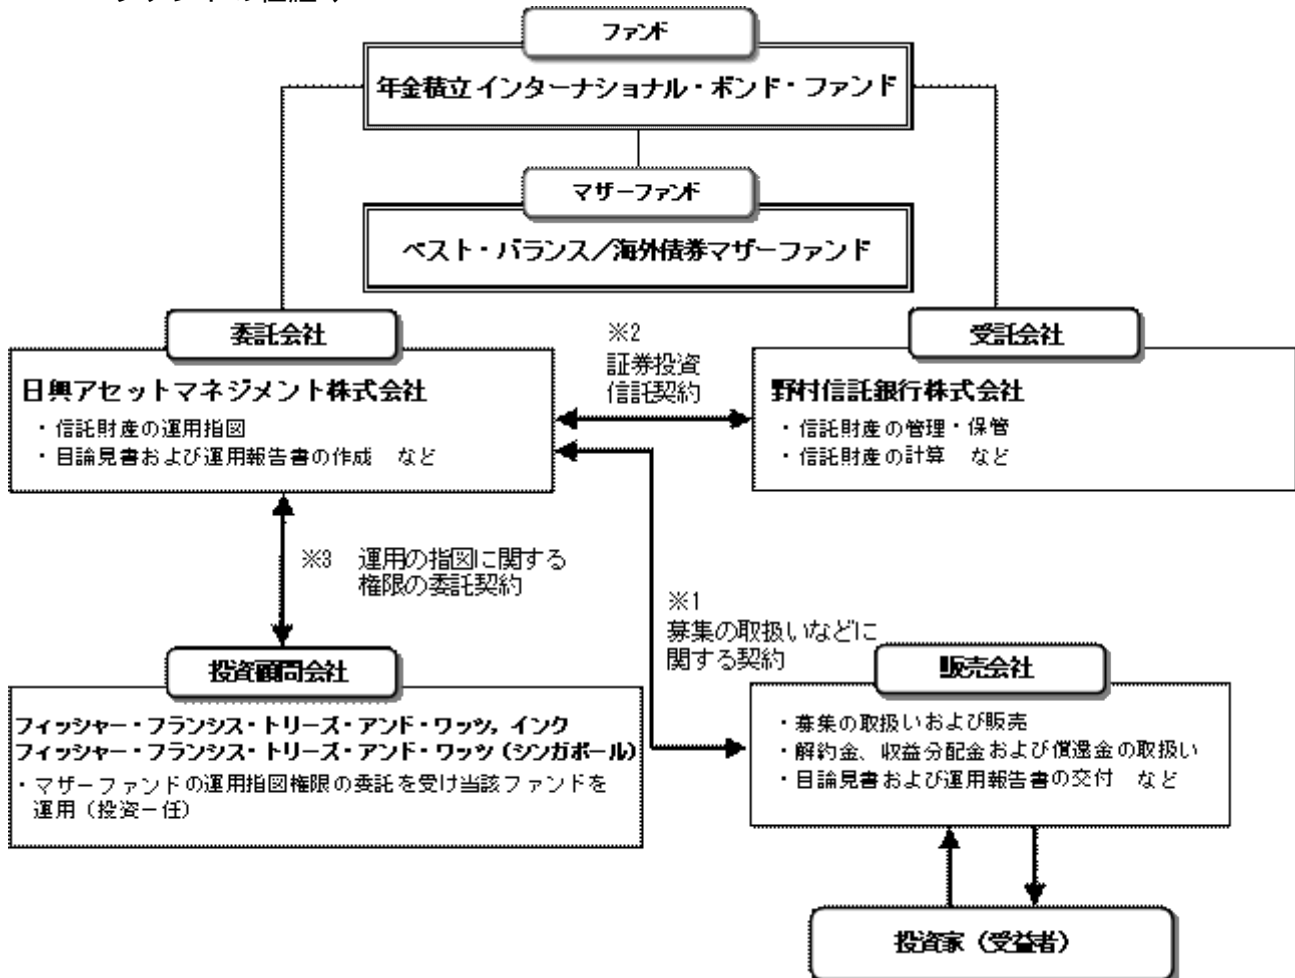 ファンド
年金積立 インターナショナル・ボンド・ファンド
マザーファンド
ベスト・バランス／海外債券マザーファンド
委託会社
日興アセットマネジメント株式会社
・信託財産の運用指図
・目論見書および運用報告書の作成　など
※2
証券投資
信託契約
受託会社
野村信託銀行株式会社
・信託財産の管理・保管
・信託財産の計算　など
※3　運用の指図に関する
権限の委託契約
※1
募集の取扱いなどに
関する契約
投資顧問会社
フィッシャー・フランシス・トリーズ・アンド・ワッツ，インク
フィッシャー・フランシス・トリーズ・アンド・ワッツ（シンガポール）
・マザーファンドの運用指図権限の委託を受け当該ファンドを
運用（投資一任）
販売会社
・募集の取扱いおよび販売
・解約金、収益分配金および償還金の取扱い
・目論見書および運用報告書の交付　など
投資家（受益者）